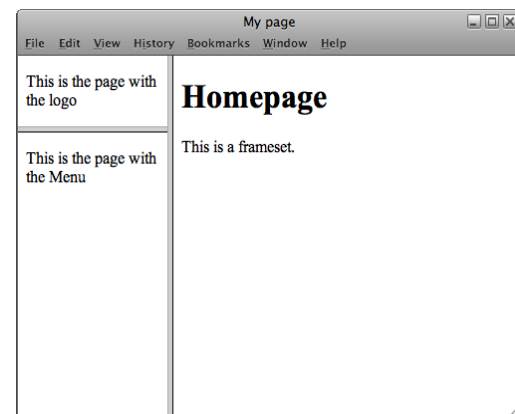 My page
File Edit View History Bookmarks Window Help
This is the page with
the logo
This is the page with
the Menu
Homepage
This is a frameset.